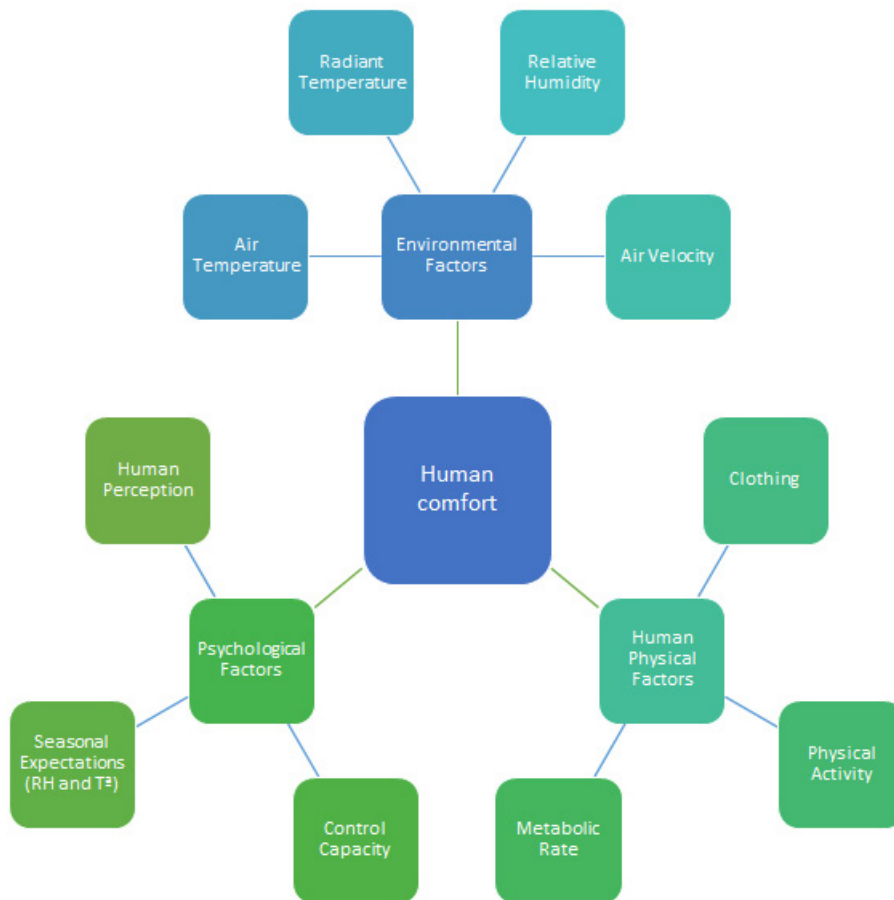 Radiant
Temperature
Relative
Humidity
Air
Temperature
Environmental
Factors
Air Velocity
Human
comfort
Human
Perception
Clothing
Psychological
Factors
Human
Physical
Factors
Seasonal
Expectations
(RH and Tª)
Physical
Activity
Control
Capacity
Metabolic
Rate